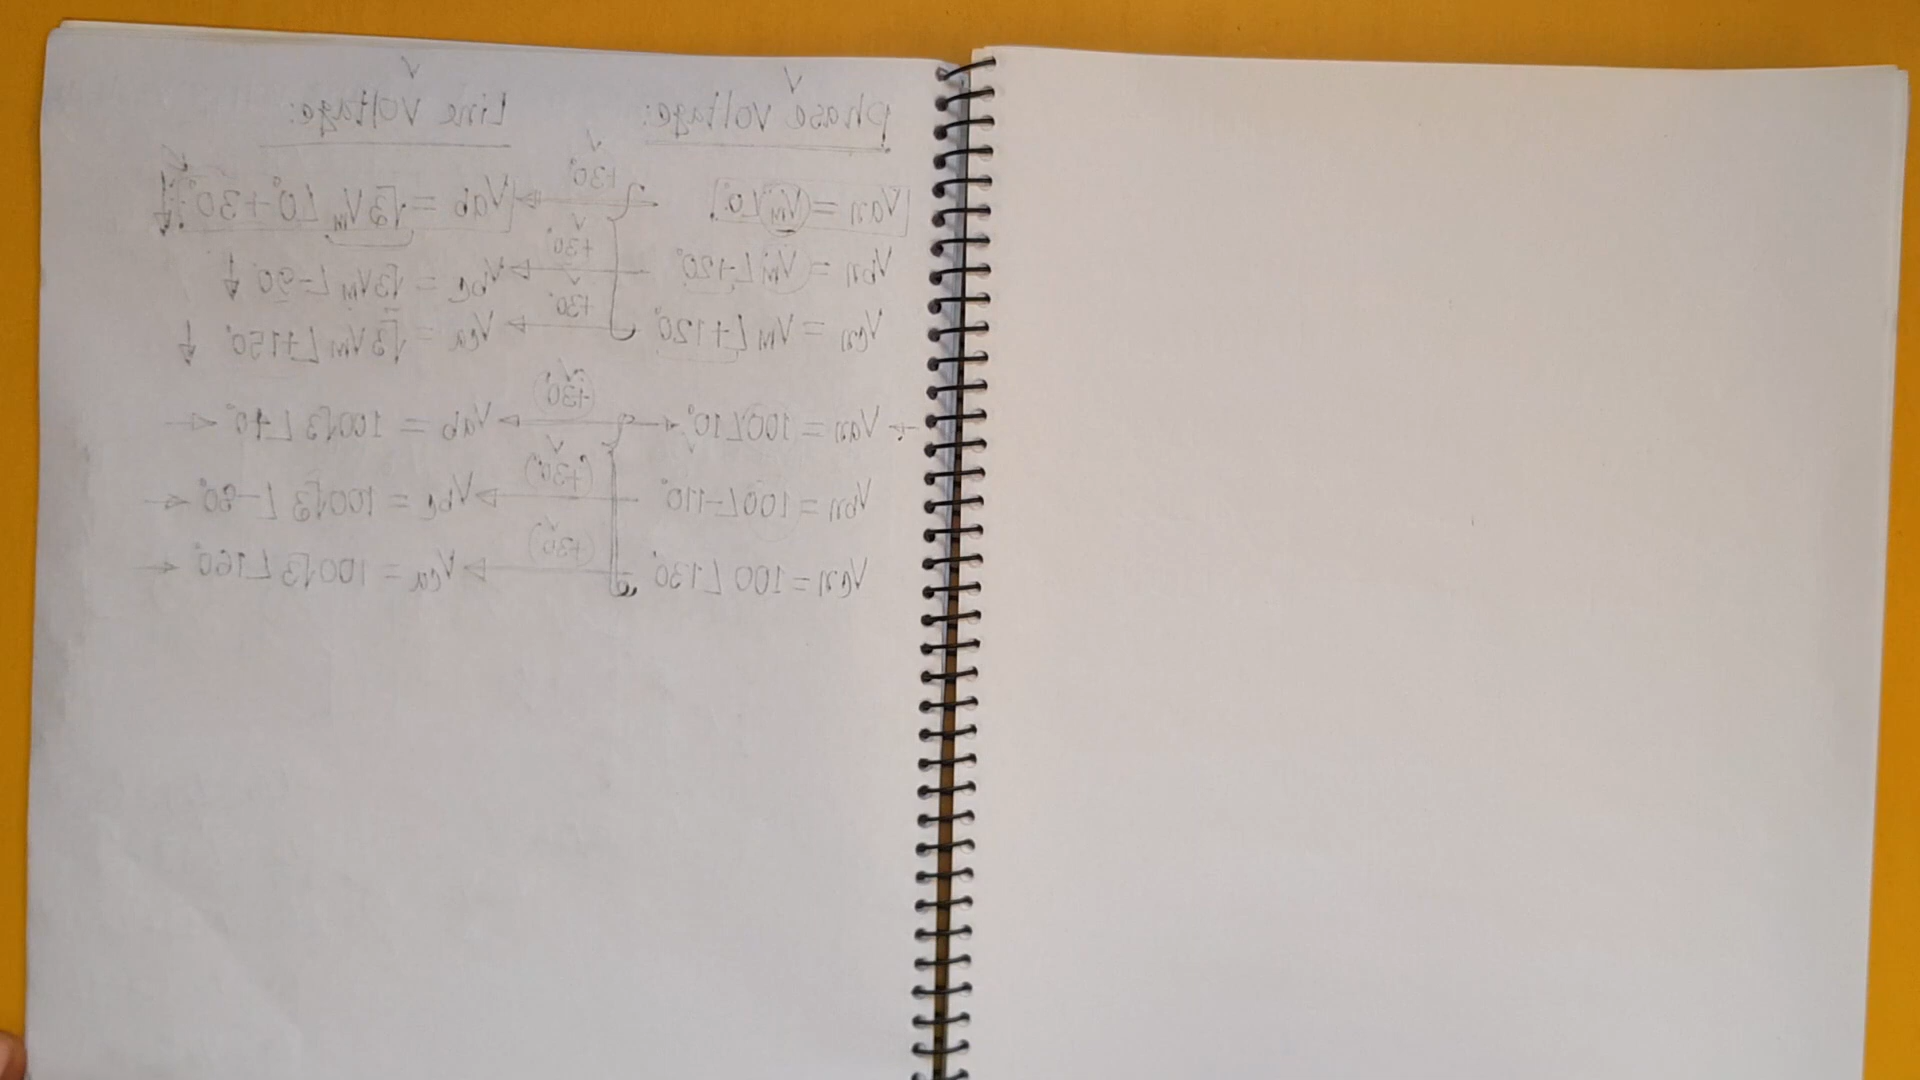 Phase Voltage: Line Voltage:
+30°
Van = Vm∠0° Vab = √3Vm∠0°+30°
+30°
Vbn = Vm∠-120° Vbc = √3Vm∠-90°
+30°
Vcn = Vm∠+120° Vca = √3Vm∠+150°
+30°
Van = 100∠10° Vab = 100√3∠40°
+30°
Vbn = 100∠-110° Vbc = 100√3∠-80°
+30°
Vcn = 100∠130° Vca = 100√3∠160°